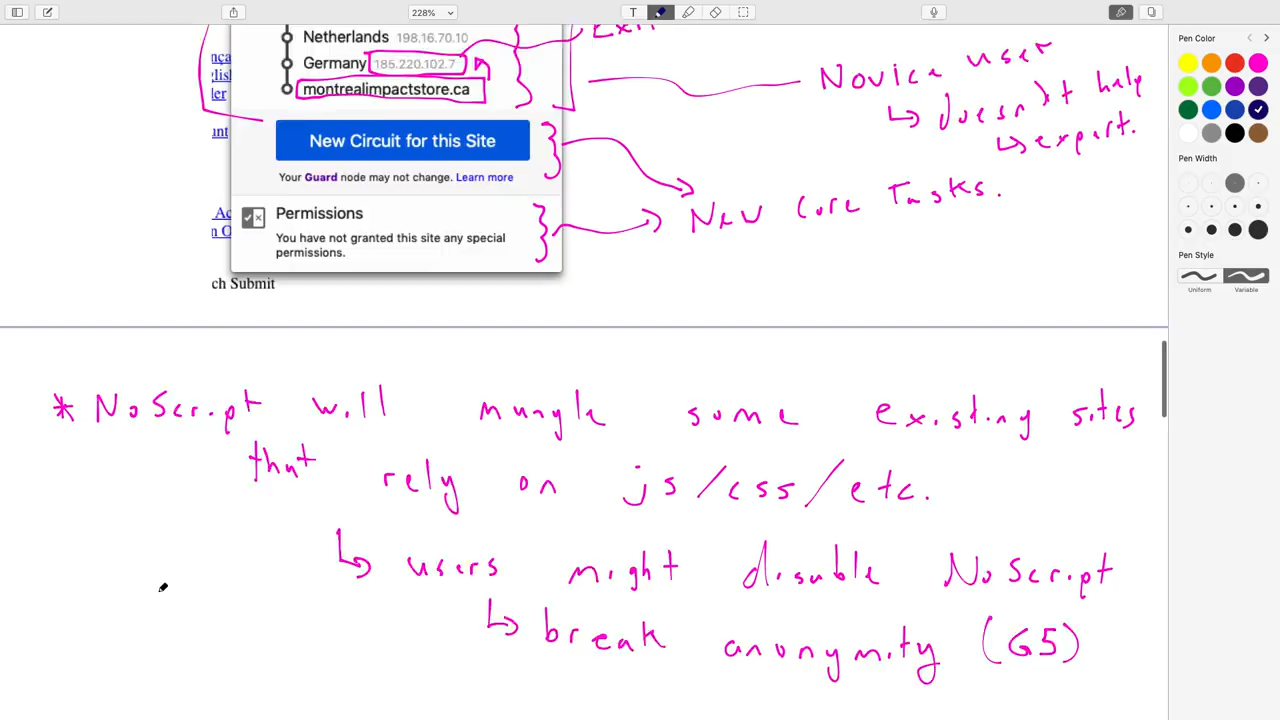 228%
T
Netherlands 198.16.70.10
Germany 185.220.102.7
montrealimpactstore.ca
New Circuit for this Site
Your Guard node may not change. Learn more
Permissions
You have not granted this site any special
permissions.
ch Submit
Exit
Novice user
↳ doesn't help
↳ expert.
New Core Tasks.
* NoScript will mungle some existing sites
that rely on js/css/etc.
↳ users might disable NoScript
↳ break anonymity (G5)
Pen Color
Pen Width
Pen Style
Uniform Variable